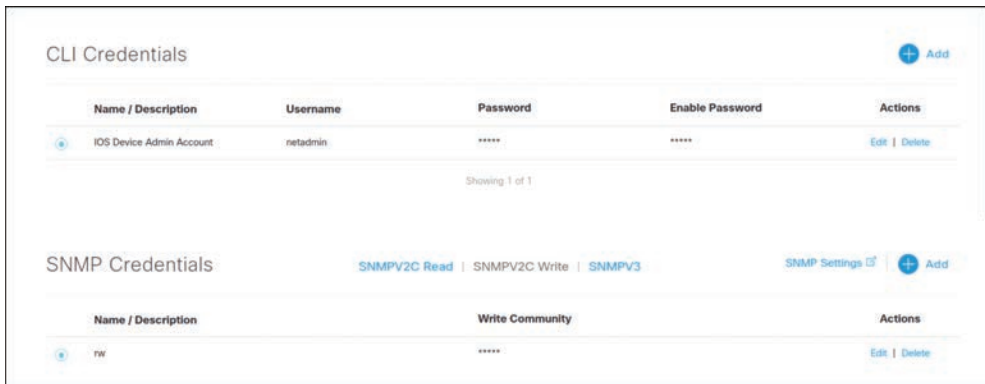 CLI Credentials Add
Name / Description Username Password Enable Password Actions
IOS Device Admin Account netadmin ***** ***** Edit | Delete
Showing 1 of 1
SNMP Credentials SNMPV2C Read | SNMPV2C Write | SNMPV3 SNMP Settings Add
Name / Description Write Community Actions
rw ***** Edit | Delete